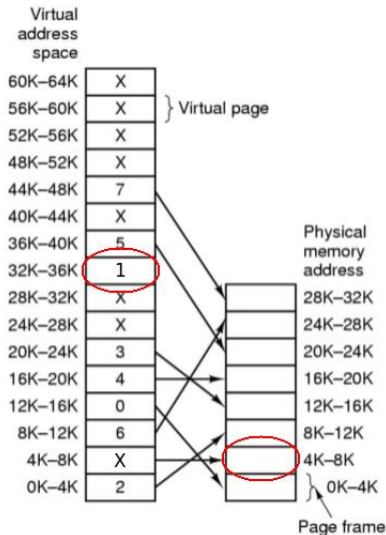 Virtual
address
space
60K–64K X
56K–60K X } Virtual page
52K–56K X
48K–52K X
44K–48K 7
40K–44K X
36K–40K 5
32K–36K 1
28K–32K X
24K–28K X
20K–24K 3
16K–20K 4
12K–16K 0
8K–12K 6
4K–8K X
0K–4K 2
Physical
memory
address
28K–32K
24K–28K
20K–24K
16K–20K
12K–16K
8K–12K
4K–8K
} 0K–4K
Page frame